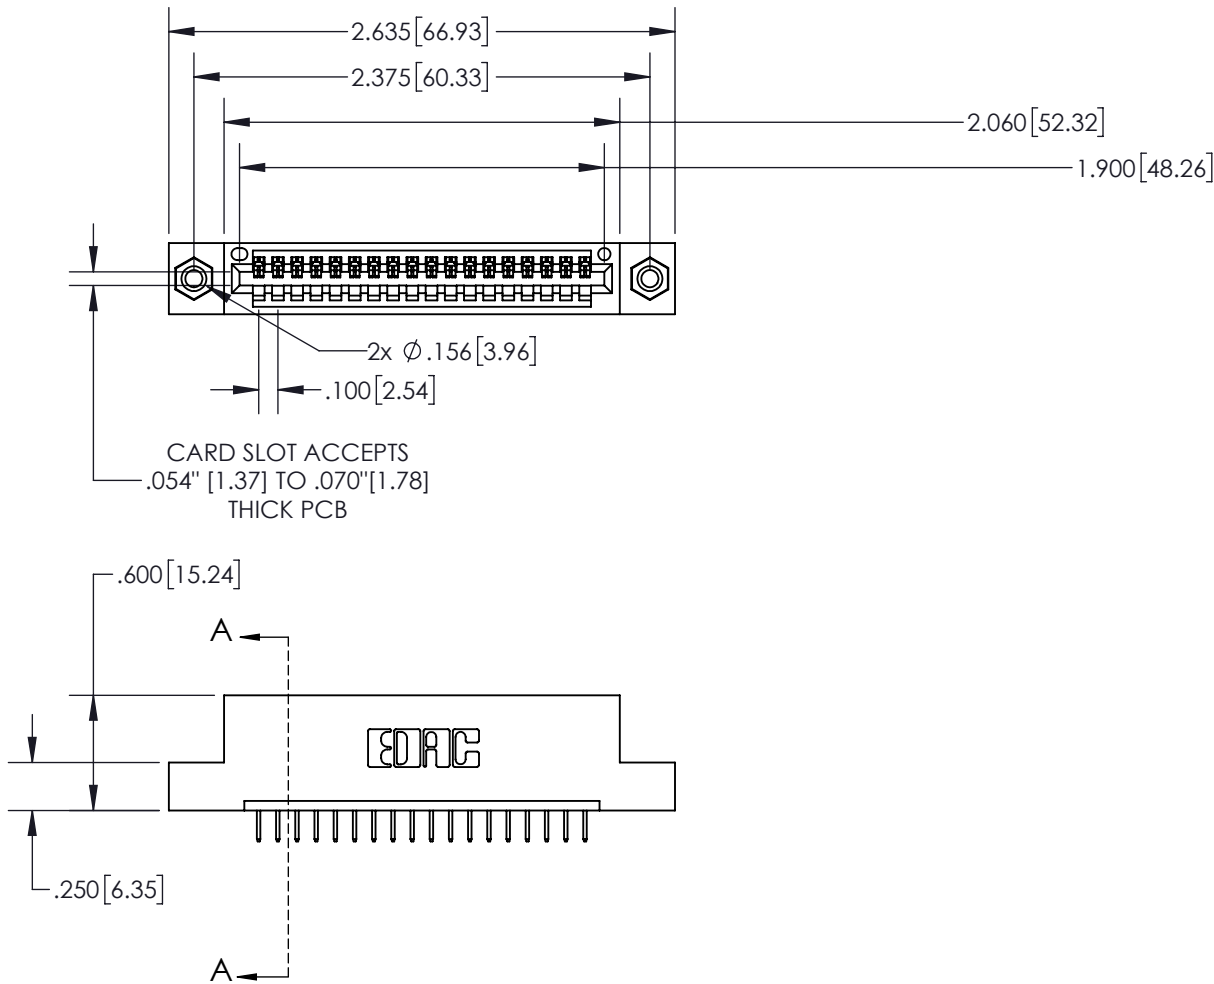 2.635[66.93]
2.375[60.33]
2.060[52.32]
1.900[48.26]
2x Ø.156[3.96]
.100[2.54]
CARD SLOT ACCEPTS
.054" [1.37] TO .070"[1.78]
THICK PCB
.600[15.24]
A
EDAC
.250[6.35]
A